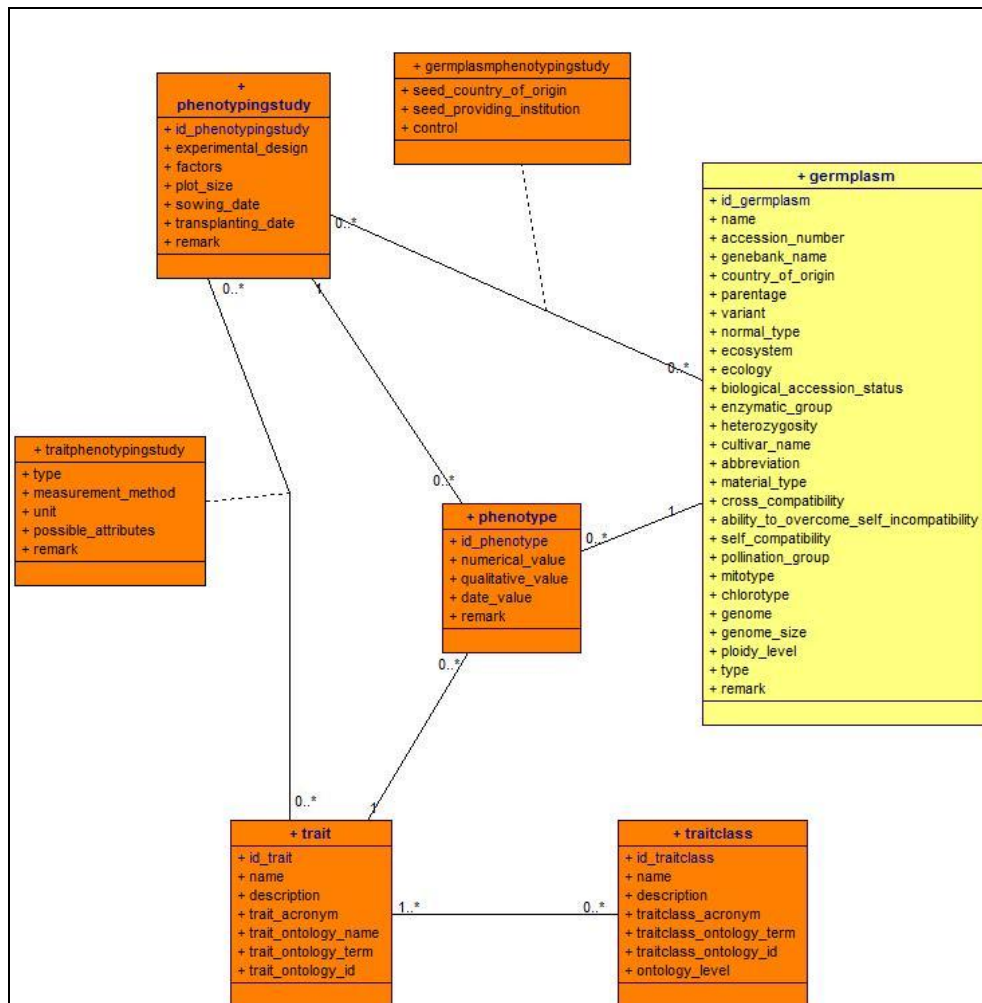 +
phenotypingstudy
+ id_phenotypingstudy
+ experimental_design
+ factors
+ plot_size
+ sowing_date
+ transplanting_date
+ remark
+ germplasmphenotypingstudy
+ seed_country_of_origin
+ seed_providing_institution
+ control
+ germplasm
+ id_germplasm
+ name
+ accession_number
+ genebank_name
+ country_of_origin
+ parentage
+ variant
+ normal_type
+ ecosystem
+ ecology
+ biological_accession_status
+ enzymatic_group
+ heterozygosity
+ cultivar_name
+ abbreviation
+ material_type
+ cross_compatibility
+ ability_to_overcome_self_incompatibility
+ self_compatibility
+ pollination_group
+ mitotype
+ chlorotype
+ genome
+ genome_size
+ ploidy_level
+ type
+ remark
0..*
0..*
0..*
1
0..*
0..*
1
+ traitphenotypingstudy
+ type
+ measurement_method
+ unit
+ possible_attributes
+ remark
+ phenotype
+ id_phenotype
+ numerical_value
+ qualitative_value
+ date_value
+ remark
0..*
0..*
1
+ trait
+ id_trait
+ name
+ description
+ trait_acronym
+ trait_ontology_name
+ trait_ontology_term
+ trait_ontology_id
1..*
0..*
+ traitclass
+ id_traitclass
+ name
+ description
+ traitclass_acronym
+ traitclass_ontology_term
+ traitclass_ontology_id
+ ontology_level